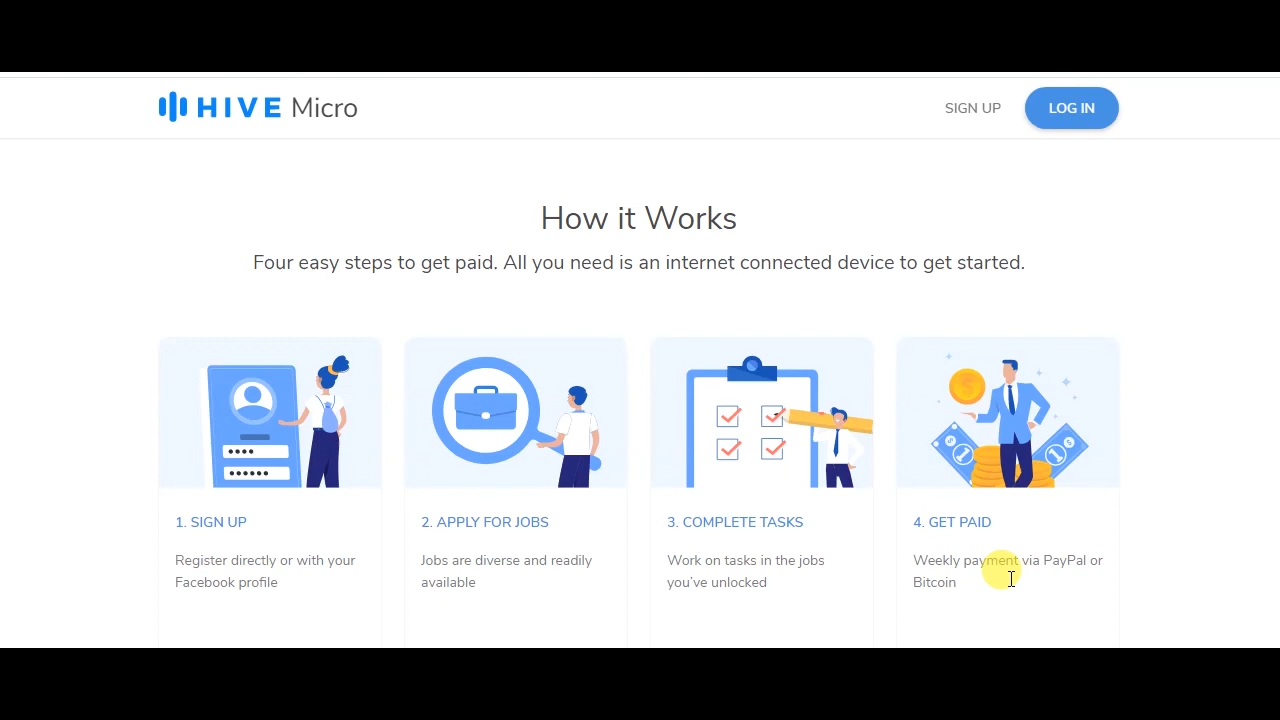 HIVE Micro
SIGN UP
LOG IN
How it Works
Four easy steps to get paid. All you need is an internet connected device to get started.
1. SIGN UP
Register directly or with your
Facebook profile
2. APPLY FOR JOBS
Jobs are diverse and readily
available
3. COMPLETE TASKS
Work on tasks in the jobs
you've unlocked
4. GET PAID
Weekly payment via PayPal or
Bitcoin